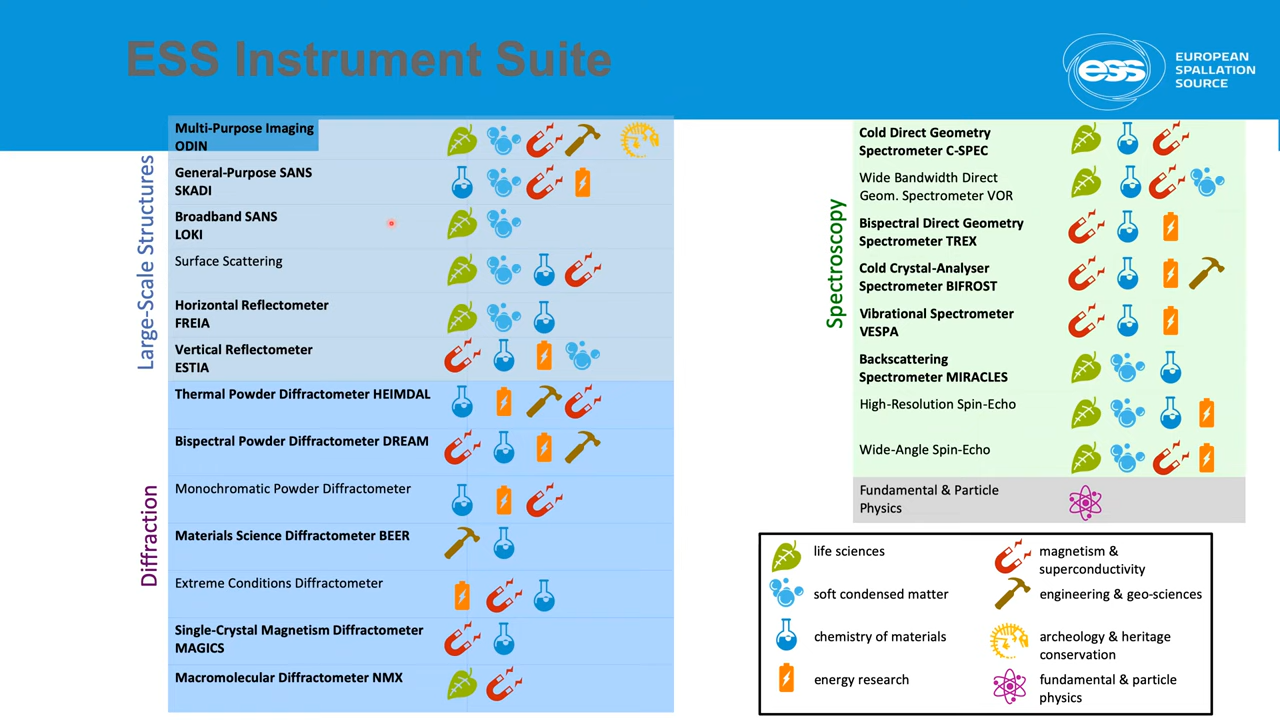 ESS Instrument Suite
ess
EUROPEAN
SPALLATION
SOURCE
Large-Scale Structures
Multi-Purpose Imaging
ODIN
General-Purpose SANS
SKADI
Broadband SANS
LOKI
Surface Scattering
Horizontal Reflectometer
FREIA
Vertical Reflectometer
ESTIA
Diffraction
Thermal Powder Diffractometer HEIMDAL
Bispectral Powder Diffractometer DREAM
Monochromatic Powder Diffractometer
Materials Science Diffractometer BEER
Extreme Conditions Diffractometer
Single-Crystal Magnetism Diffractometer
MAGICS
Macromolecular Diffractometer NMX
Spectroscopy
Cold Direct Geometry
Spectrometer C-SPEC
Wide Bandwidth Direct
Geom. Spectrometer VOR
Bispectral Direct Geometry
Spectrometer TREX
Cold Crystal-Analyser
Spectrometer BIFROST
Vibrational Spectrometer
VESPA
Backscattering
Spectrometer MIRACLES
High-Resolution Spin-Echo
Wide-Angle Spin-Echo
Fundamental & Particle
Physics
life sciences
soft condensed matter
chemistry of materials
energy research
magnetism &
superconductivity
engineering & geo-sciences
archeology & heritage
conservation
fundamental & particle
physics